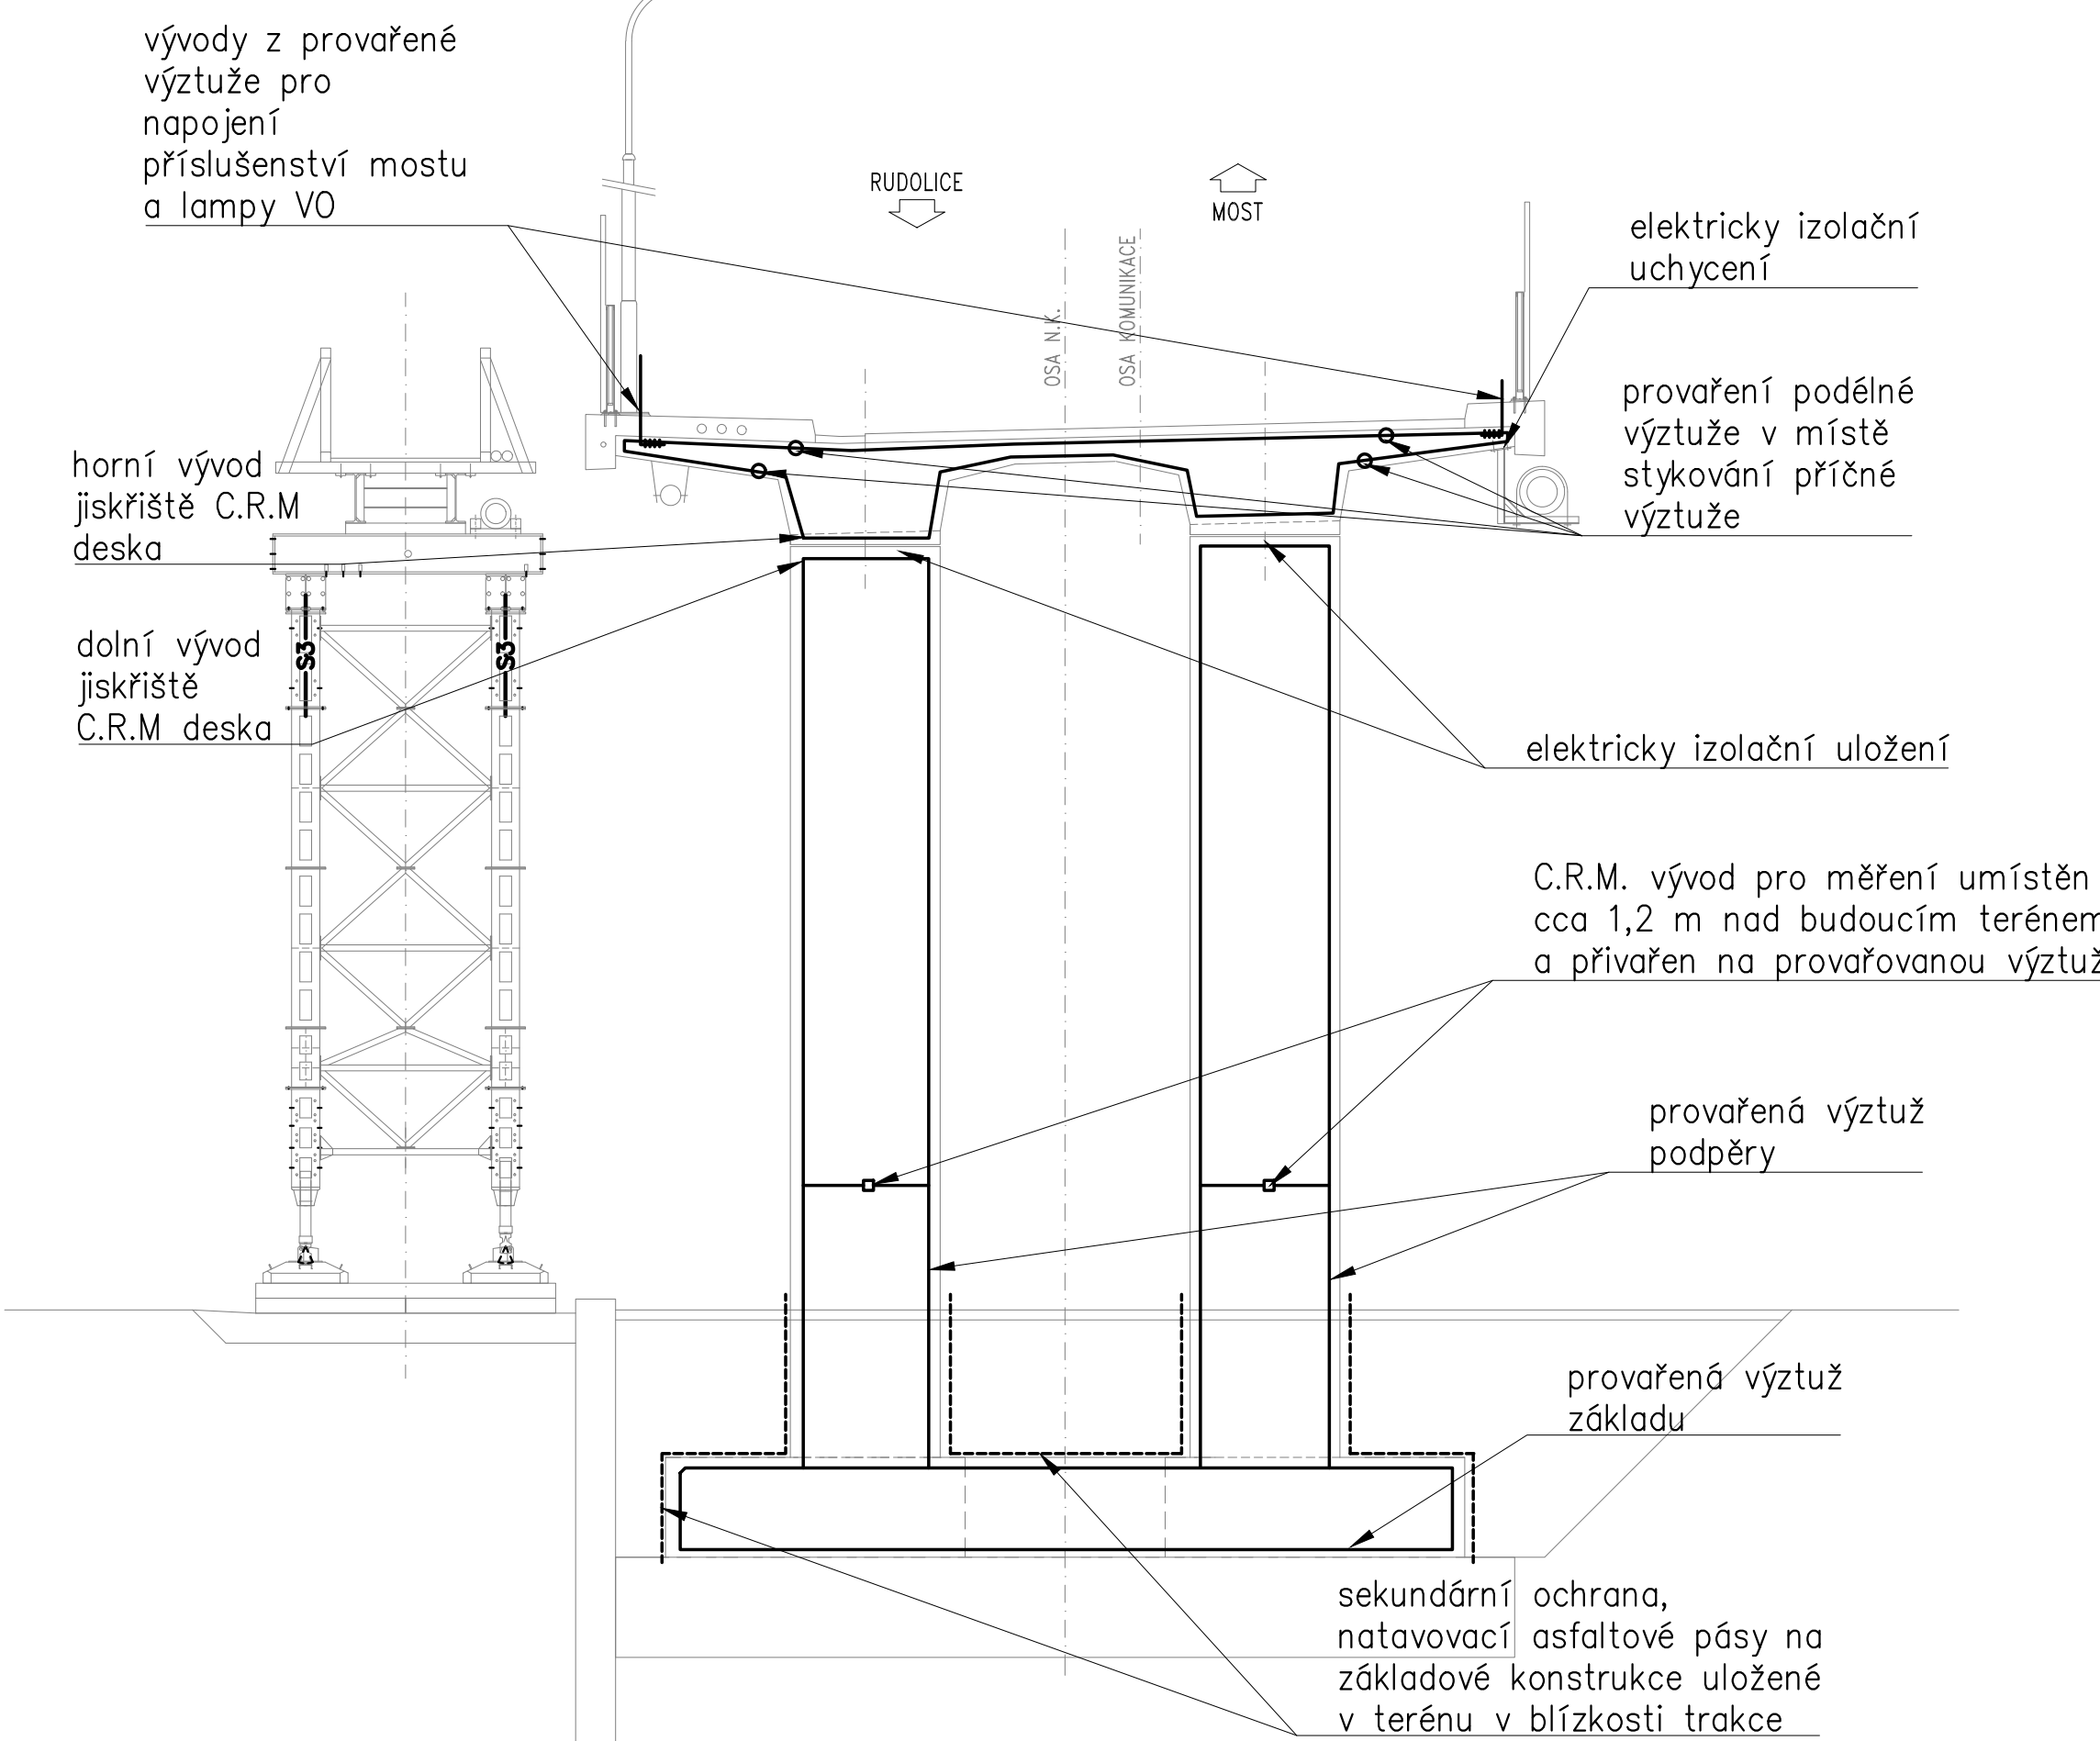 vývody z provařené
výztuže pro
napojení
příslušenství mostu
a lampy VO
RUDOLICE
MOST
OSA N.K.
OSA KOMUNIKACE
elektricky izolační
uchycení
provaření podélné
výztuže v místě
stykování příčné
výztuže
horní vývod
jiskřiště C.R.M
deska
S3
S3
dolní vývod
jiskřiště
C.R.M deska
elektricky izolační uložení
C.R.M. vývod pro měření umístěn
cca 1,2 m nad budoucím terénem
a přivařen na provařovanou výztuž
provařená výztuž
podpěry
provařená výztuž
základu
sekundární ochrana,
natavovací asfaltové pásy na
základové konstrukce uložené
v terénu v blízkosti trakce